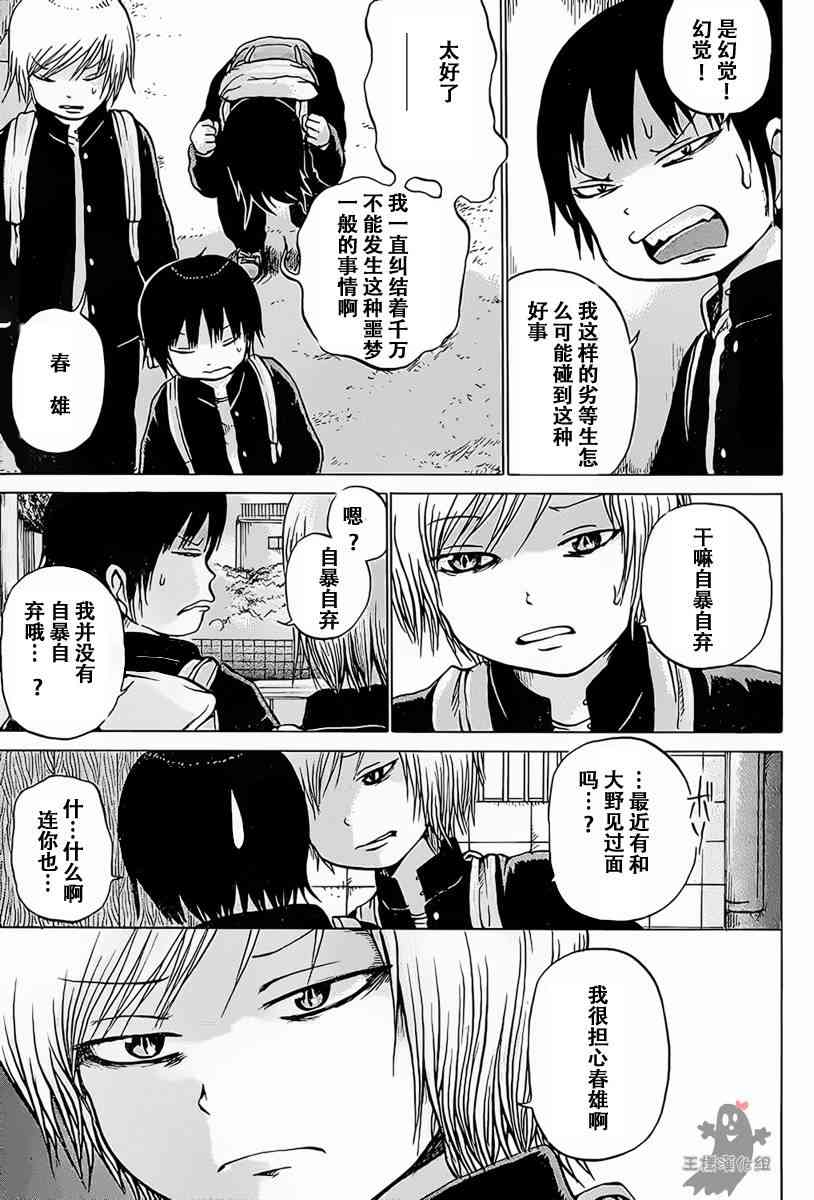 是幻觉！
幻觉！
我这样的劣等生怎
么可能碰到这种
好事
太好了
——
我一直纠结着千万
不能发生这种噩梦
一般的事情啊
春雄
干嘛自暴自弃
嗯？
自暴自弃
我并没有
自暴自
弃哦…？
…最近有和
大野见过面
吗…？
ボソッ
什…什么啊
连你也…
我很担心春雄啊
王様漢化组